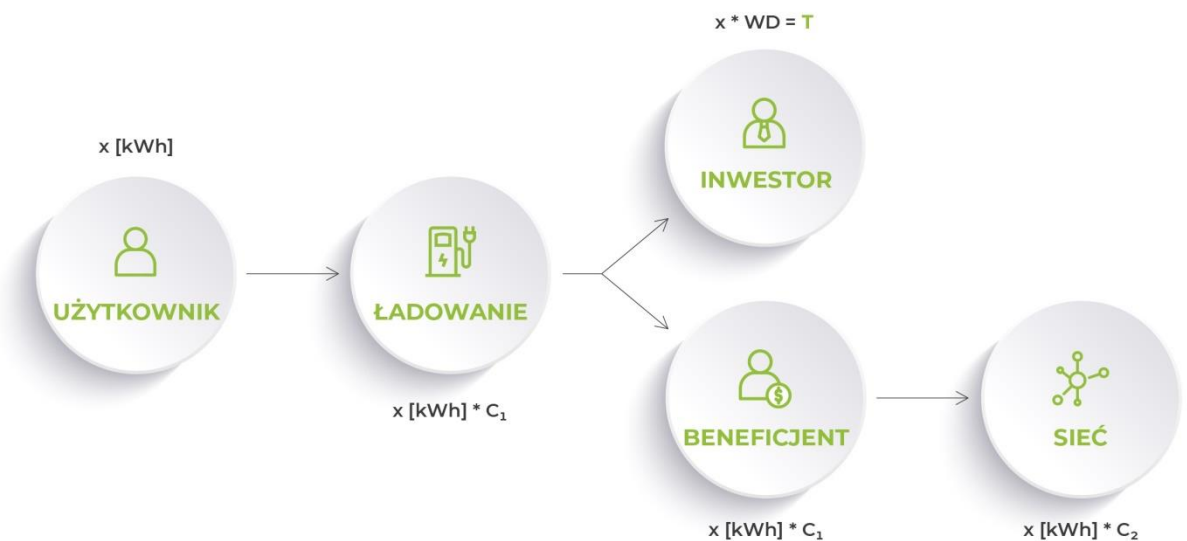 x * WD = T
INWESTOR
x [kWh]
UŻYTKOWNIK
ŁADOWANIE
x [kWh] * C₁
BENEFICJENT
SIEĆ
x [kWh] * C₁
x [kWh] * C₂